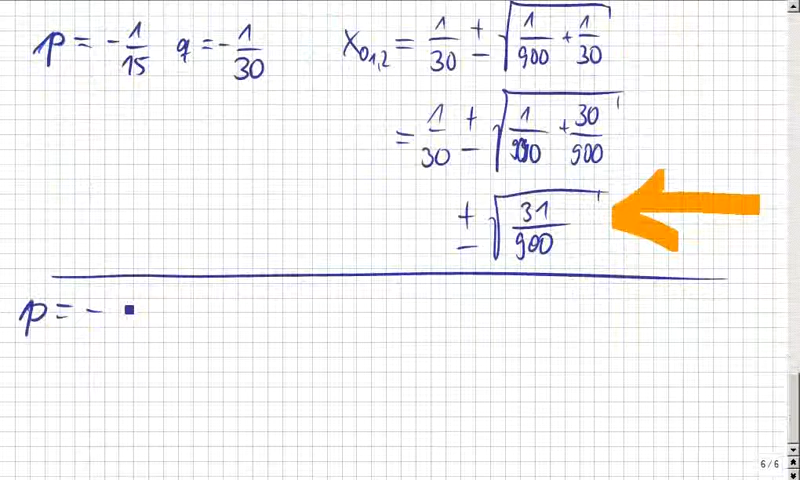 p = -1/15 q = -1/30 x₀₁,₂ = 1/30 ± √(1/900 + 1/30)
= 1/30 ± √(1/900 + 30/900)
± √(31/900)
p = -
6 / 6